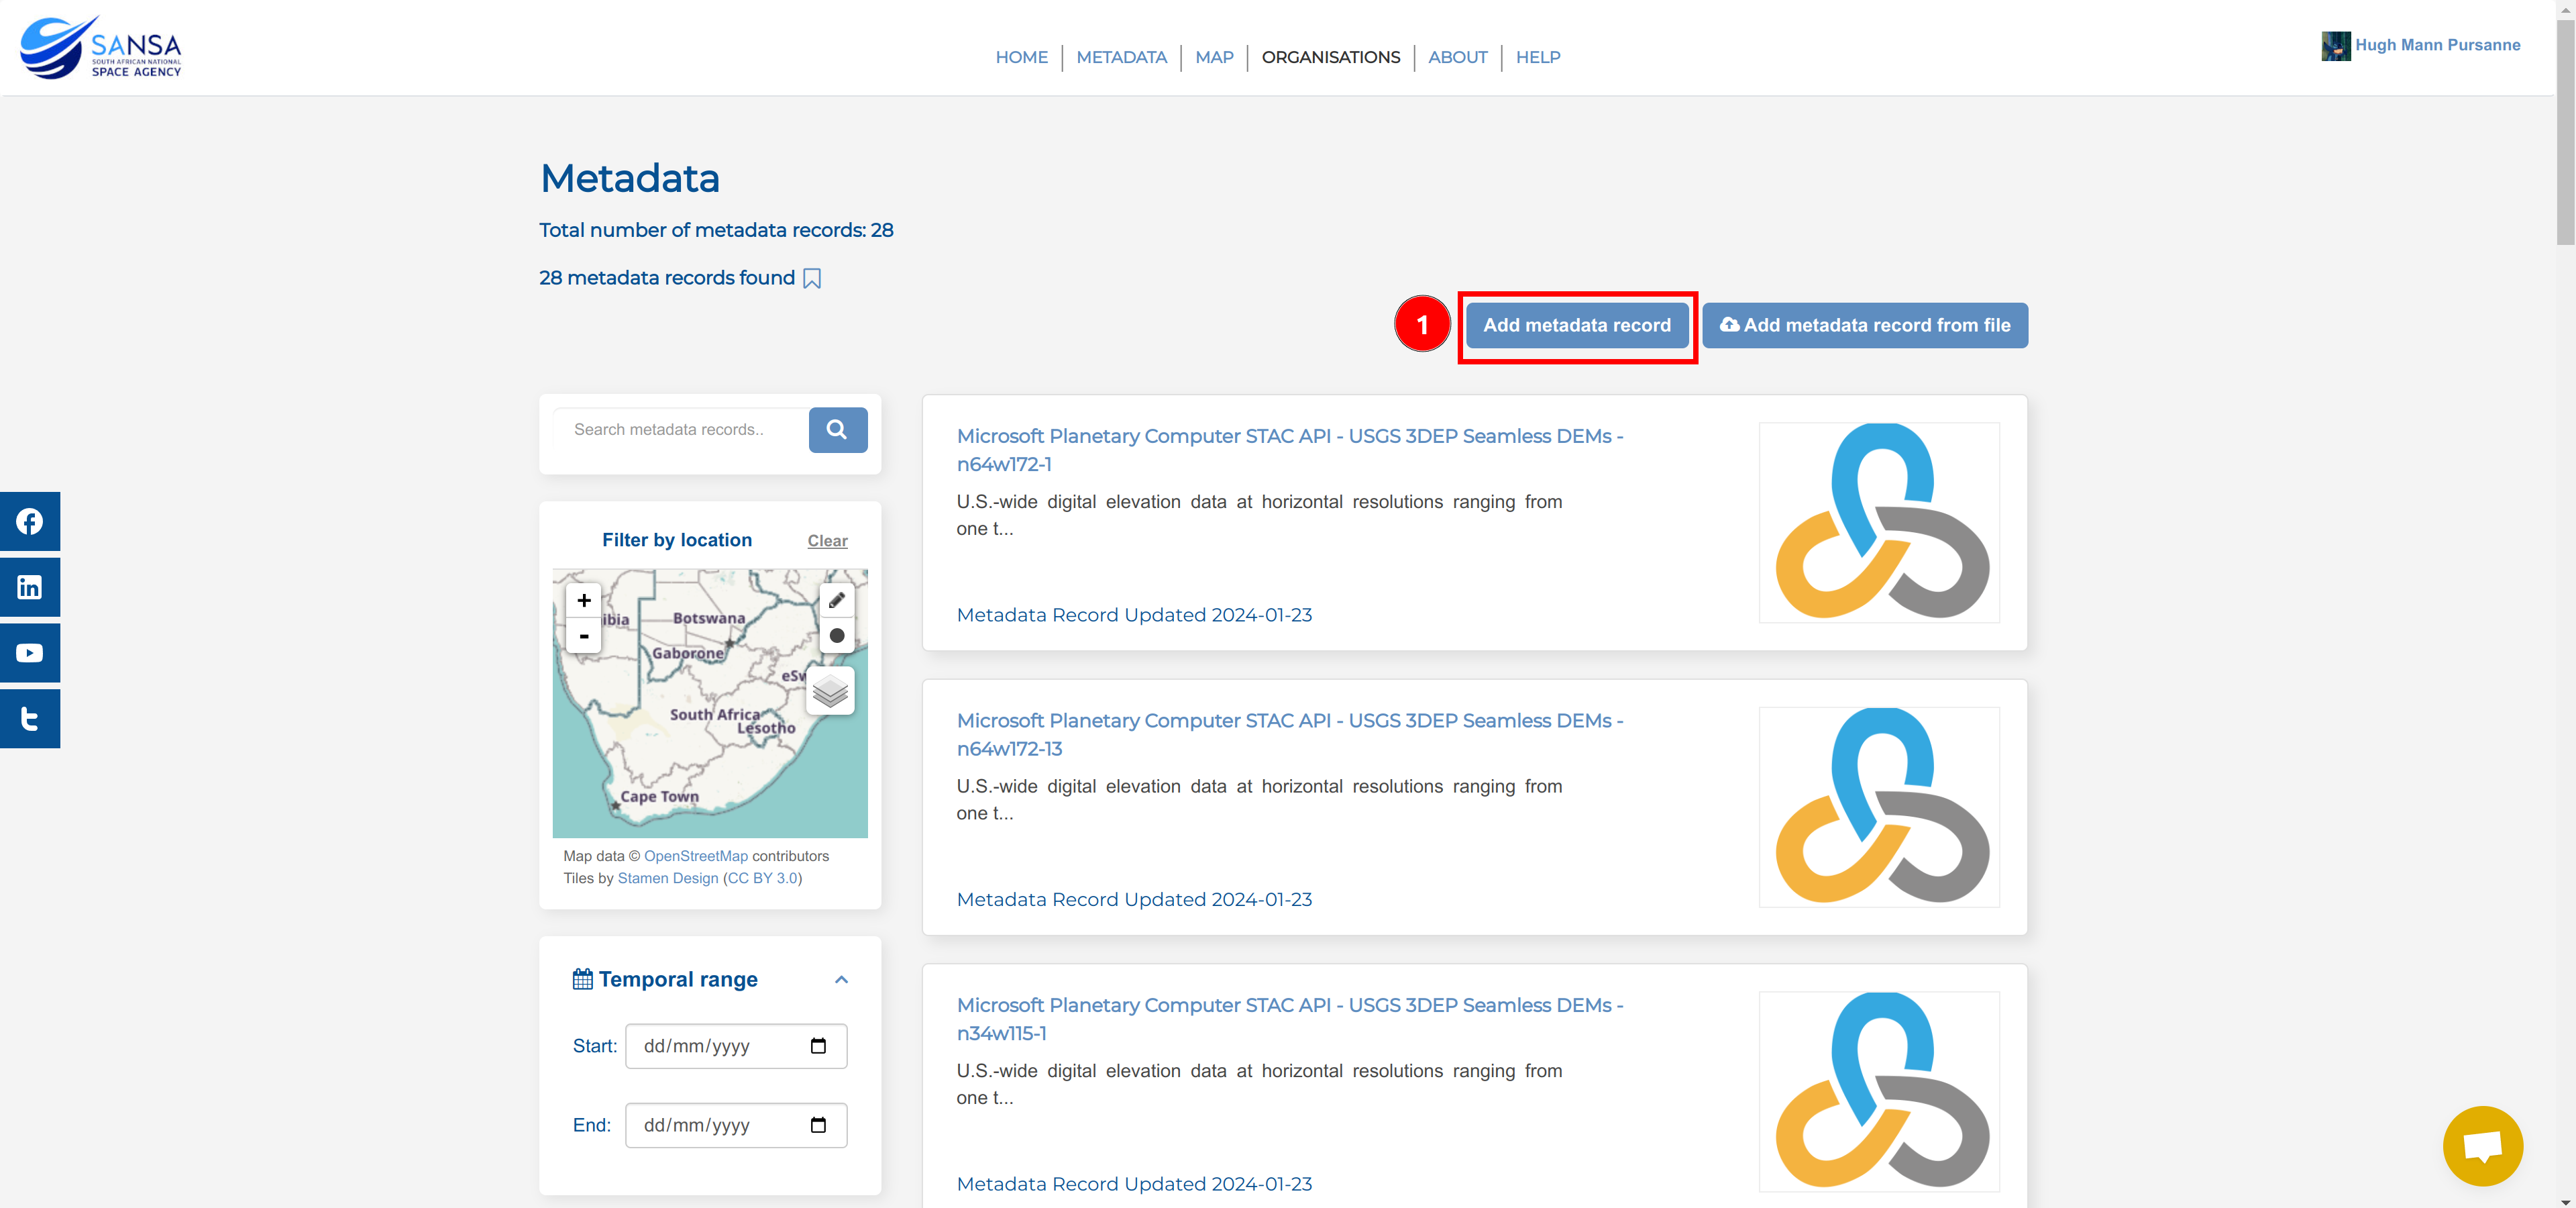 SANSA
SOUTH AFRICAN NATIONAL
SPACE AGENCY
HOME
METADATA
MAP
ORGANISATIONS
ABOUT
HELP
Hugh Mann Pursanne
Metadata
Total number of metadata records: 28
28 metadata records found
1
Add metadata record
Add metadata record from file
Search metadata records..
Filter by location
Clear
+
-
ibia
Botswana
Gaborone
eSw
South Africa
Lesotho
Cape Town
Map data © OpenStreetMap contributors
Tiles by Stamen Design (CC BY 3.0)
Temporal range
Start: dd/mm/yyyy
End: dd/mm/yyyy
Microsoft Planetary Computer STAC API - USGS 3DEP Seamless DEMs -
n64w172-1
U.S.-wide digital elevation data at horizontal resolutions ranging from
one t...
Metadata Record Updated 2024-01-23
Microsoft Planetary Computer STAC API - USGS 3DEP Seamless DEMs -
n64w172-13
U.S.-wide digital elevation data at horizontal resolutions ranging from
one t...
Metadata Record Updated 2024-01-23
Microsoft Planetary Computer STAC API - USGS 3DEP Seamless DEMs -
n34w115-1
U.S.-wide digital elevation data at horizontal resolutions ranging from
one t...
Metadata Record Updated 2024-01-23